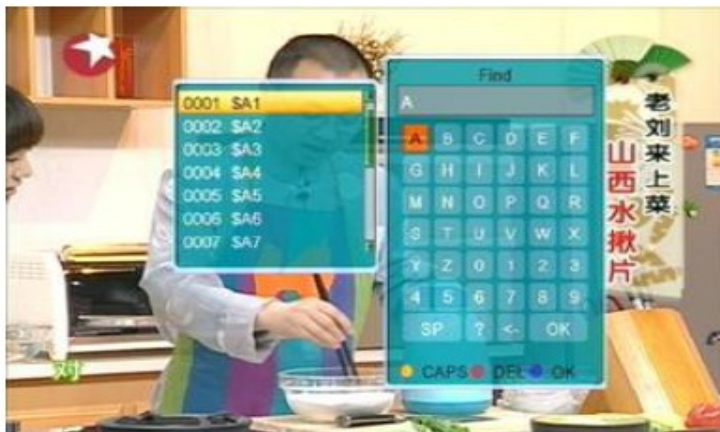 Find
A
0001 $A1
0002 $A2
0003 $A3
0004 $A4
0005 $A5
0006 $A6
0007 $A7
A B C D E F
G H I J K L
M N O P Q R
S T U V W X
Y Z 0 1 2 3
4 5 6 7 8 9
SP ? <- OK
CAPS DEL OK
老刘来上菜
山西水揪片
对